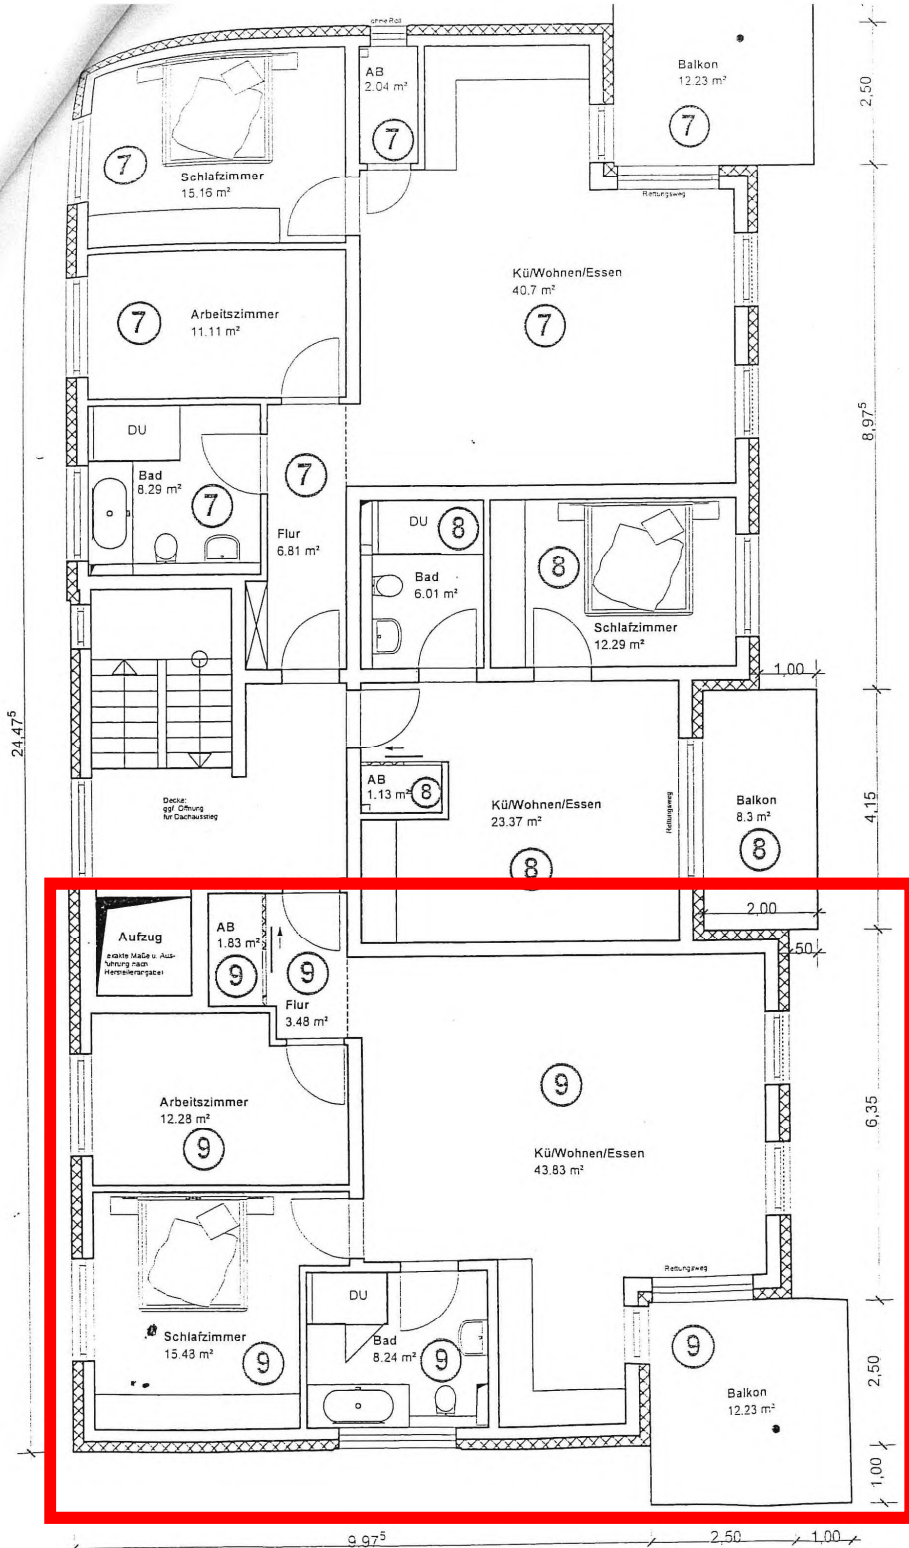 ohne Rad
AB
2.04 m²
7
Balkon
12.23 m²
7
2,50
7
Schlafzimmer
15.16 m²
Rettungsweg
Kü/Wohnen/Essen
40.7 m²
7
Arbeitszimmer
11.11 m²
7
8,97⁵
DU
Bad
8.29 m²
7
7
Flur
6.81 m²
DU
8
Bad
6.01 m²
8
Schlafzimmer
12.29 m²
1,00
24,47⁵
Decke:
ggf. Öffnung
für Dachausstieg
AB
1.13 m²
8
Kü/Wohnen/Essen
23.37 m²
8
Rettungsweg
Balkon
8.3 m²
8
4,15
2,00
50
Aufzug
exakte Maße u. Aus-
führung nach
Herstellerangabe!
AB
1.83 m²
9
9
Flur
3.48 m²
Arbeitszimmer
12.28 m²
9
9
Kü/Wohnen/Essen
43.83 m²
6,35
Rettungsweg
Schlafzimmer
15.43 m²
9
DU
Bad
8.24 m²
9
9
Balkon
12.23 m²
2,50
1,00
9,97⁵
2,50
1,00